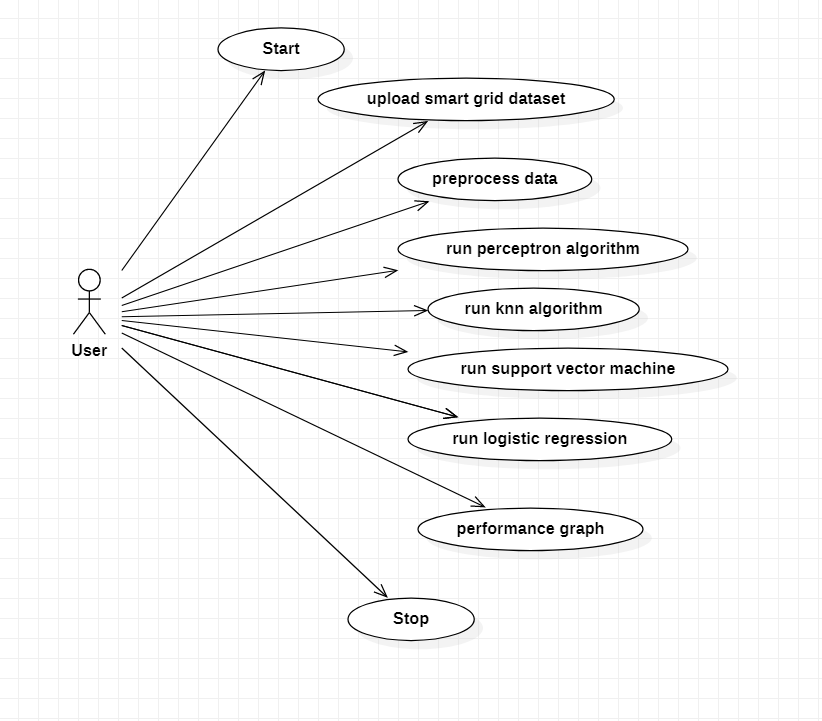 Start
upload smart grid dataset
preprocess data
run perceptron algorithm
run knn algorithm
User
run support vector machine
run logistic regression
performance graph
Stop